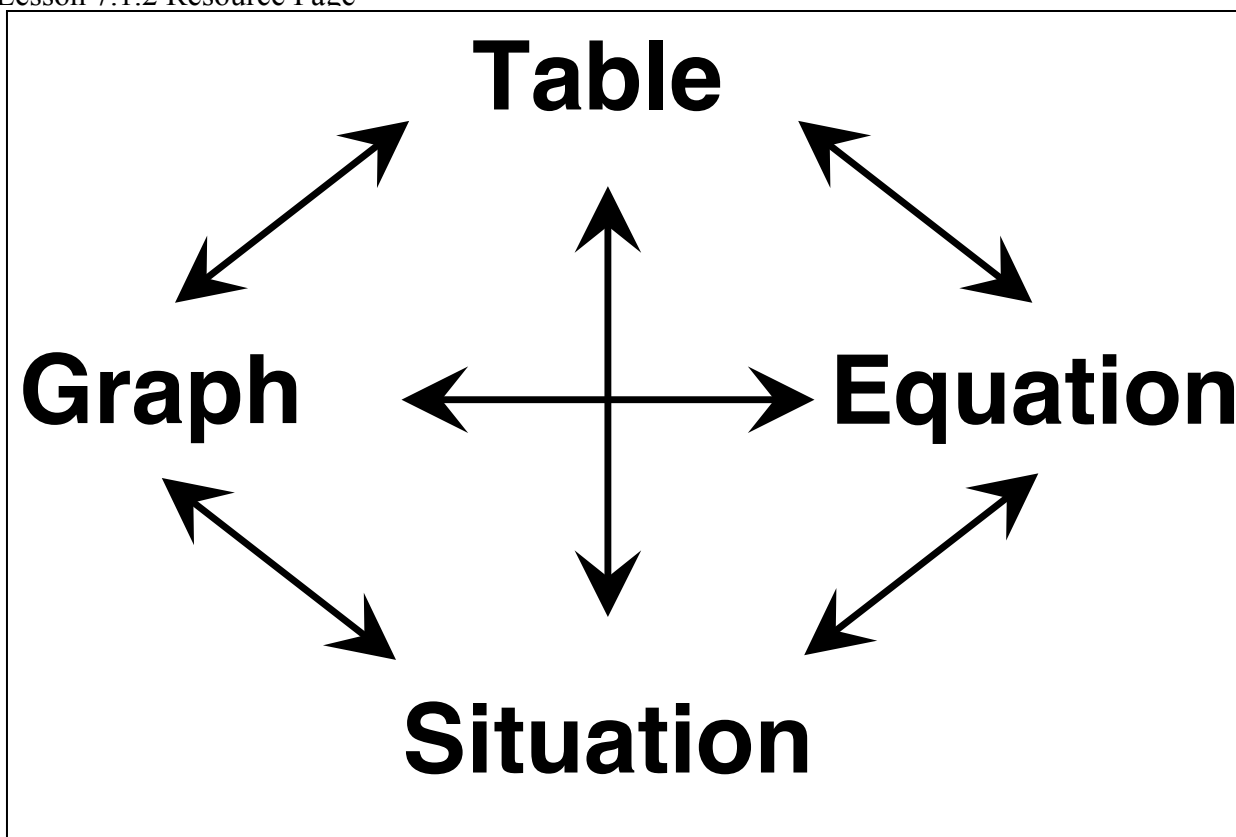 Lesson 7.1.2 Resource Page
Table
Graph
Equation
Situation